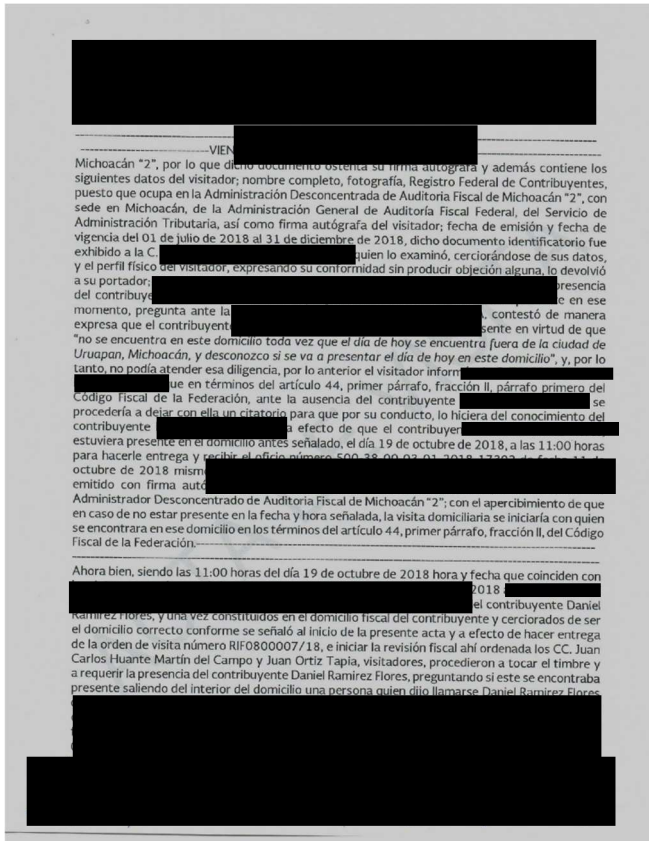 -VIEN
Michoacán "2", por lo que dicho documento ostenta su firma autógrafa y además contiene los
siguientes datos del visitador; nombre completo, fotografía, Registro Federal de Contribuyentes,
puesto que ocupa en la Administración Desconcentrada de Auditoria Fiscal de Michoacán "2", con
sede en Michoacán, de la Administración General de Auditoría Fiscal Federal, del Servicio de
Administración Tributaria, así como firma autógrafa del visitador; fecha de emisión y fecha de
vigencia del 01 de julio de 2018 al 31 de diciembre de 2018, dicho documento identificatorio fue
exhibido a la C. quien lo examinó, cerciorándose de sus datos,
y el perfil físico del visitador, expresando su conformidad sin producir objeción alguna, lo devolvió
a su portador; presencia
del contribuye e en ese
momento, pregunta ante la , contestó de manera
expresa que el contribuyente sente en virtud de que
"no se encuentra en este domicilio toda vez que el día de hoy se encuentra fuera de la ciudad de
Uruapan, Michoacán, y desconozco si se va a presentar el día de hoy en este domicilio", y, por lo
tanto, no podía atender esa diligencia, por lo anterior el visitador inform
ue en términos del artículo 44, primer párrafo, fracción II, párrafo primero del
Código Fiscal de la Federación, ante la ausencia del contribuyente se
procedería a dejar con ella un citatorio para que por su conducto, lo hiciera del conocimiento del
contribuyente a efecto de que el contribuyen
estuviera presente en el domicilio antes señalado, el día 19 de octubre de 2018, a las 11:00 horas
para hacerle entrega y recibir el oficio número 500-38-00-03-01-2018-17302 de fecha 11 de
octubre de 2018 mism
emitido con firma autó
Administrador Desconcentrado de Auditoria Fiscal de Michoacán "2"; con el apercibimiento de que
en caso de no estar presente en la fecha y hora señalada, la visita domiciliaria se iniciaría con quien
se encontrara en ese domicilio en los términos del artículo 44, primer párrafo, fracción II, del Código
Fiscal de la Federación.
Ahora bien, siendo las 11:00 horas del día 19 de octubre de 2018 hora y fecha que coinciden con
2018
el contribuyente Daniel
Ramirez Flores, y una vez constituidos en el domicilio fiscal del contribuyente y cerciorados de ser
el domicilio correcto conforme se señaló al inicio de la presente acta y a efecto de hacer entrega
de la orden de visita número RIF0800007/18, e iniciar la revisión fiscal ahí ordenada los CC. Juan
Carlos Huante Martín del Campo y Juan Ortiz Tapia, visitadores, procedieron a tocar el timbre y
a requerir la presencia del contribuyente Daniel Ramirez Flores, preguntando si este se encontraba
presente saliendo del interior del domicilio una persona quien dijo llamarse Daniel Ramirez Flores